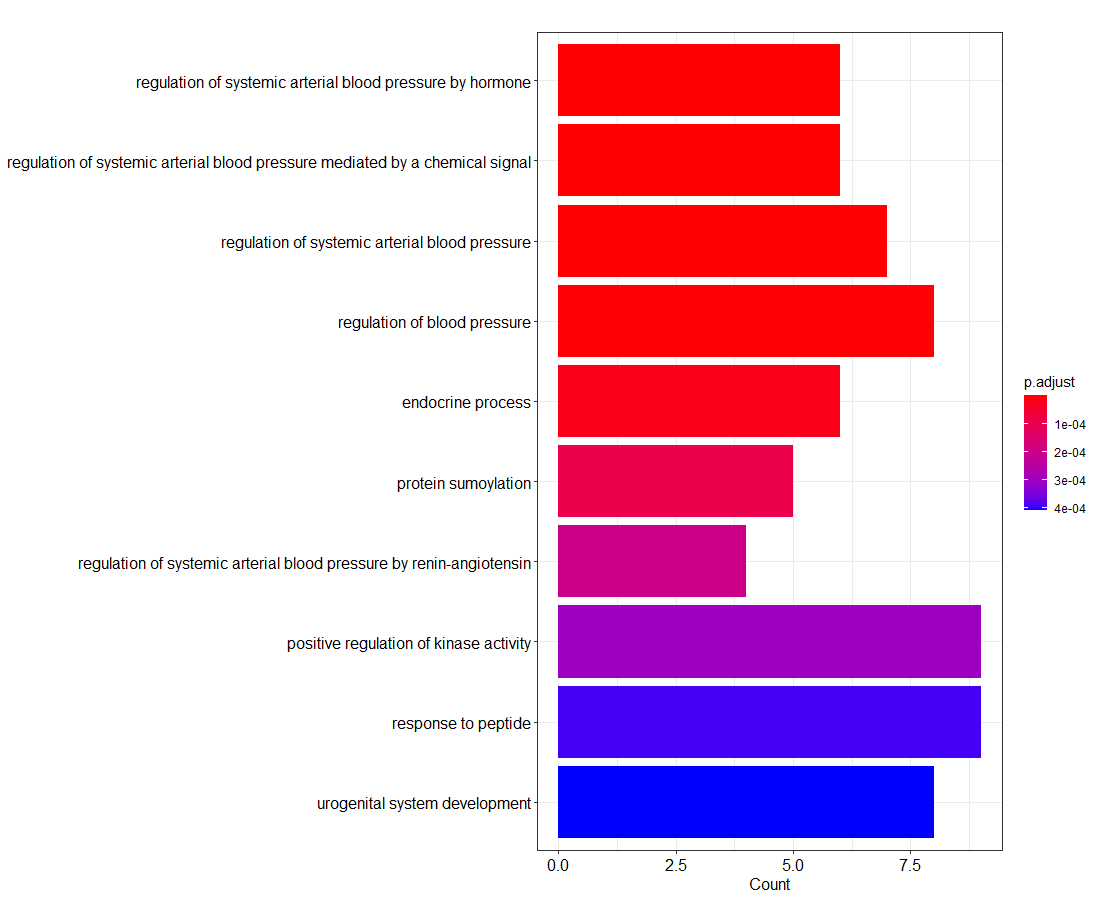 regulation of systemic arterial blood pressure by hormone
regulation of systemic arterial blood pressure mediated by a chemical signal
regulation of systemic arterial blood pressure
regulation of blood pressure
endocrine process
protein sumoylation
regulation of systemic arterial blood pressure by renin-angiotensin
positive regulation of kinase activity
response to peptide
urogenital system development
0.0 2.5 5.0 7.5
Count
p.adjust
1e-04
2e-04
3e-04
4e-04